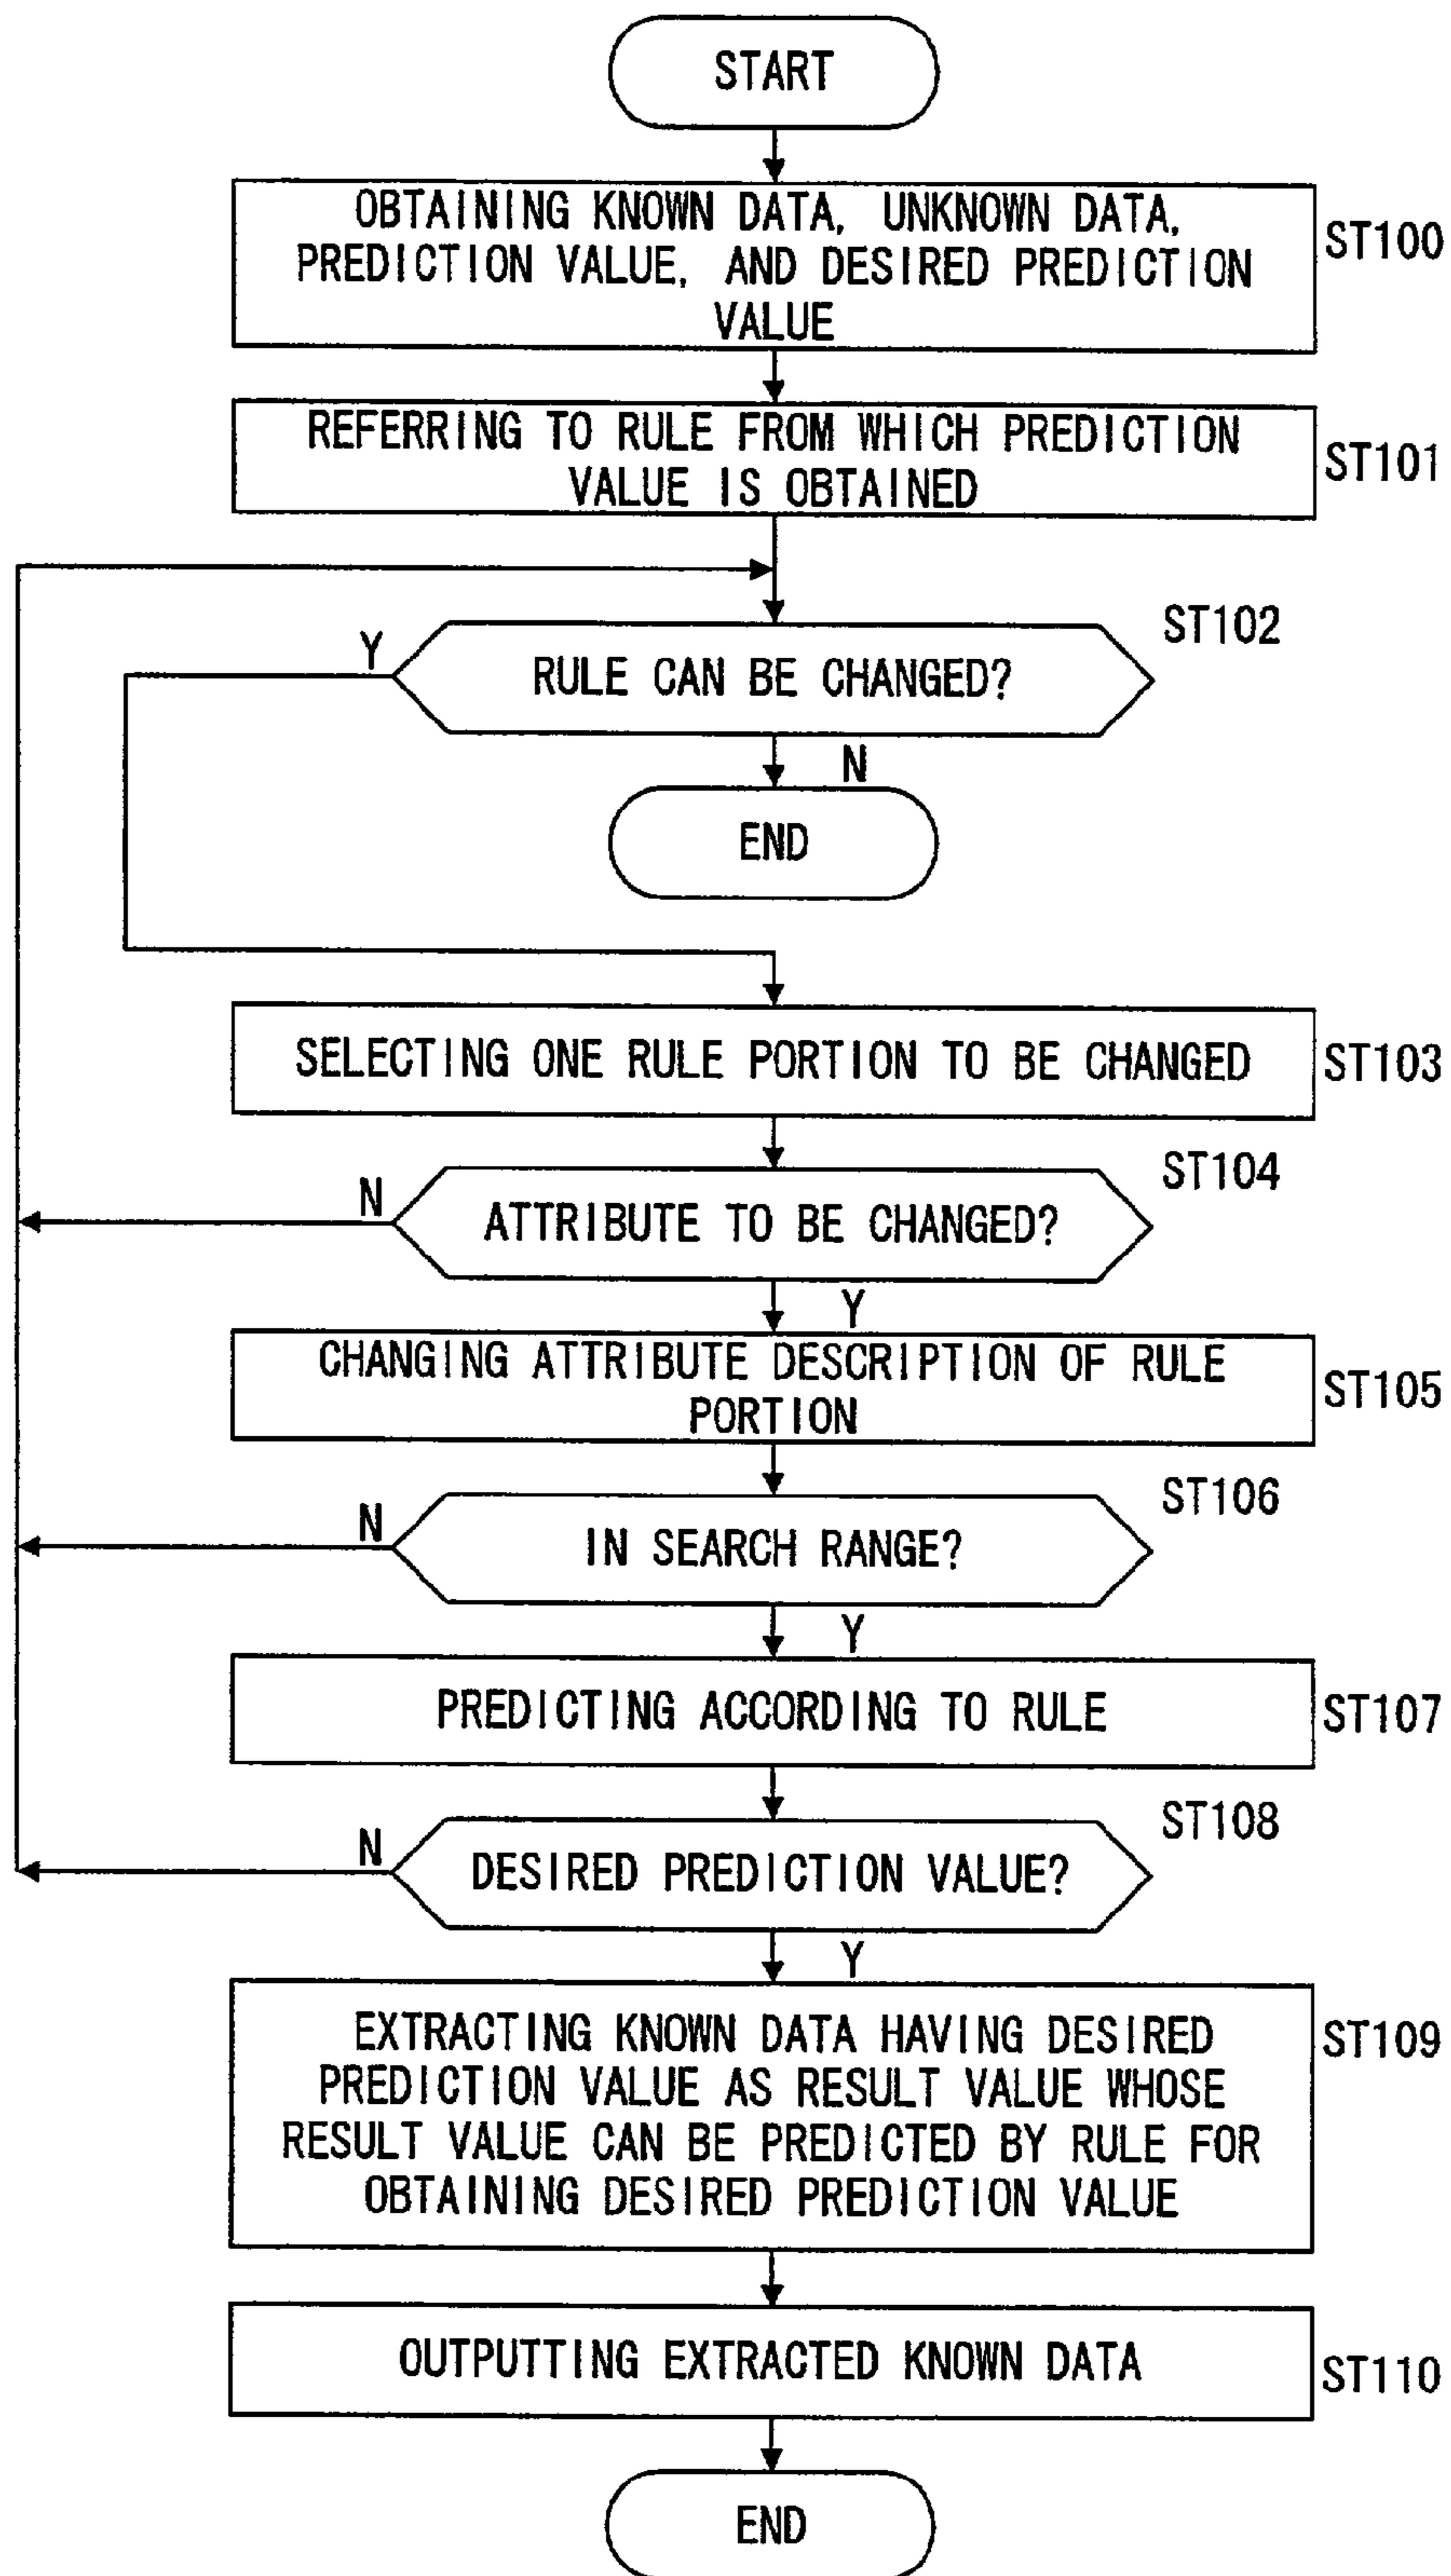 START
OBTAINING KNOWN DATA, UNKNOWN DATA,
PREDICTION VALUE, AND DESIRED PREDICTION
VALUE
ST100
REFERRING TO RULE FROM WHICH PREDICTION
VALUE IS OBTAINED
ST101
ST102
Y
RULE CAN BE CHANGED?
N
END
SELECTING ONE RULE PORTION TO BE CHANGED
ST103
ST104
N
ATTRIBUTE TO BE CHANGED?
Y
CHANGING ATTRIBUTE DESCRIPTION OF RULE
PORTION
ST105
ST106
N
IN SEARCH RANGE?
Y
PREDICTING ACCORDING TO RULE
ST107
ST108
N
DESIRED PREDICTION VALUE?
Y
EXTRACTING KNOWN DATA HAVING DESIRED
PREDICTION VALUE AS RESULT VALUE WHOSE
RESULT VALUE CAN BE PREDICTED BY RULE FOR
OBTAINING DESIRED PREDICTION VALUE
ST109
OUTPUTTING EXTRACTED KNOWN DATA
ST110
END